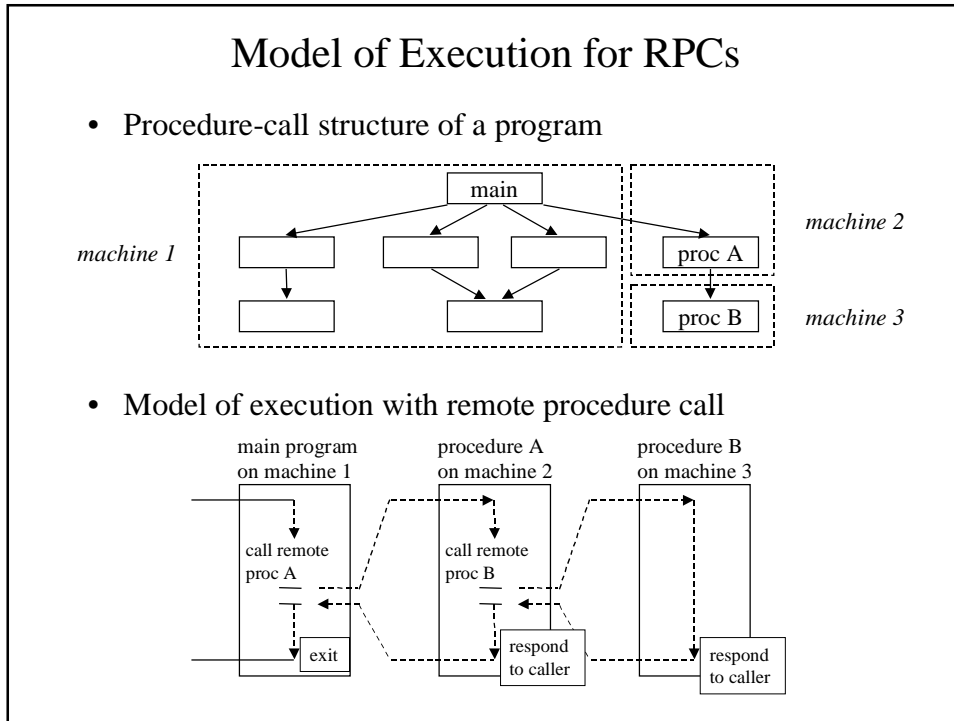 Model of Execution for RPCs
• Procedure-call structure of a program
main
machine 2
machine 1
proc A
proc B
machine 3
• Model of execution with remote procedure call
main program
on machine 1
procedure A
on machine 2
procedure B
on machine 3
call remote
proc A
call remote
proc B
exit
respond
to caller
respond
to caller